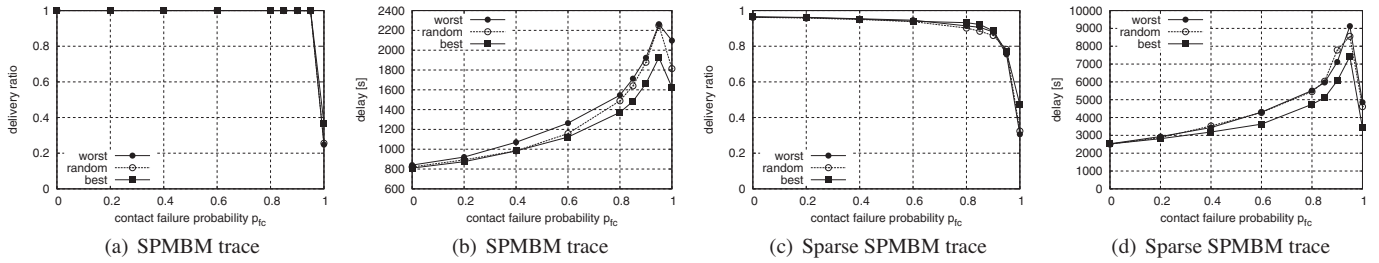 1
0.8
0.6
0.4
0.2
0
delivery ratio
worst
random
best
0 0.2 0.4 0.6 0.8 1
contact failure probability pfc
(a) SPMBM trace
2400
2200
2000
1800
1600
1400
1200
1000
800
600
delay [s]
worst
random
best
0 0.2 0.4 0.6 0.8 1
contact failure probability pfc
(b) SPMBM trace
1
0.8
0.6
0.4
0.2
0
delivery ratio
worst
random
best
0 0.2 0.4 0.6 0.8 1
contact failure probability pfc
(c) Sparse SPMBM trace
10000
9000
8000
7000
6000
5000
4000
3000
2000
1000
0
delay [s]
worst
random
best
0 0.2 0.4 0.6 0.8 1
contact failure probability pfc
(d) Sparse SPMBM trace